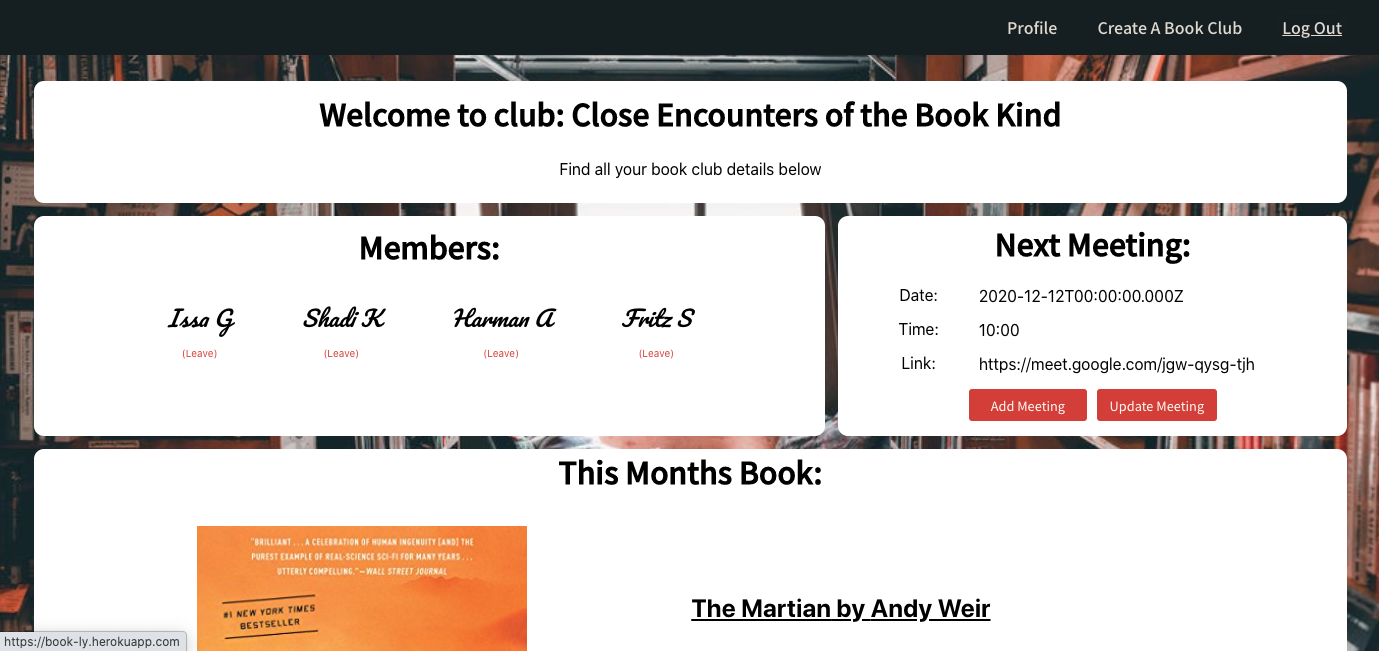 Profile Create A Book Club Log Out
Welcome to club: Close Encounters of the Book Kind
Find all your book club details below
Members:
Issa G Shadi K Harman A Fritz S
(Leave) (Leave) (Leave) (Leave)
Next Meeting:
Date: 2020-12-12T00:00:00.000Z
Time: 10:00
Link: https://meet.google.com/jgw-qysg-tjh
Add Meeting Update Meeting
This Months Book:
"BRILLIANT . . . A CELEBRATION OF HUMAN INGENUITY [AND] THE
PUREST EXAMPLE OF REAL-SCIENCE SCI-FI FOR MANY YEARS . . .
UTTERLY COMPELLING."—WALL STREET JOURNAL
#1 NEW YORK TIMES
BESTSELLER
The Martian by Andy Weir
https://book-ly.herokuapp.com